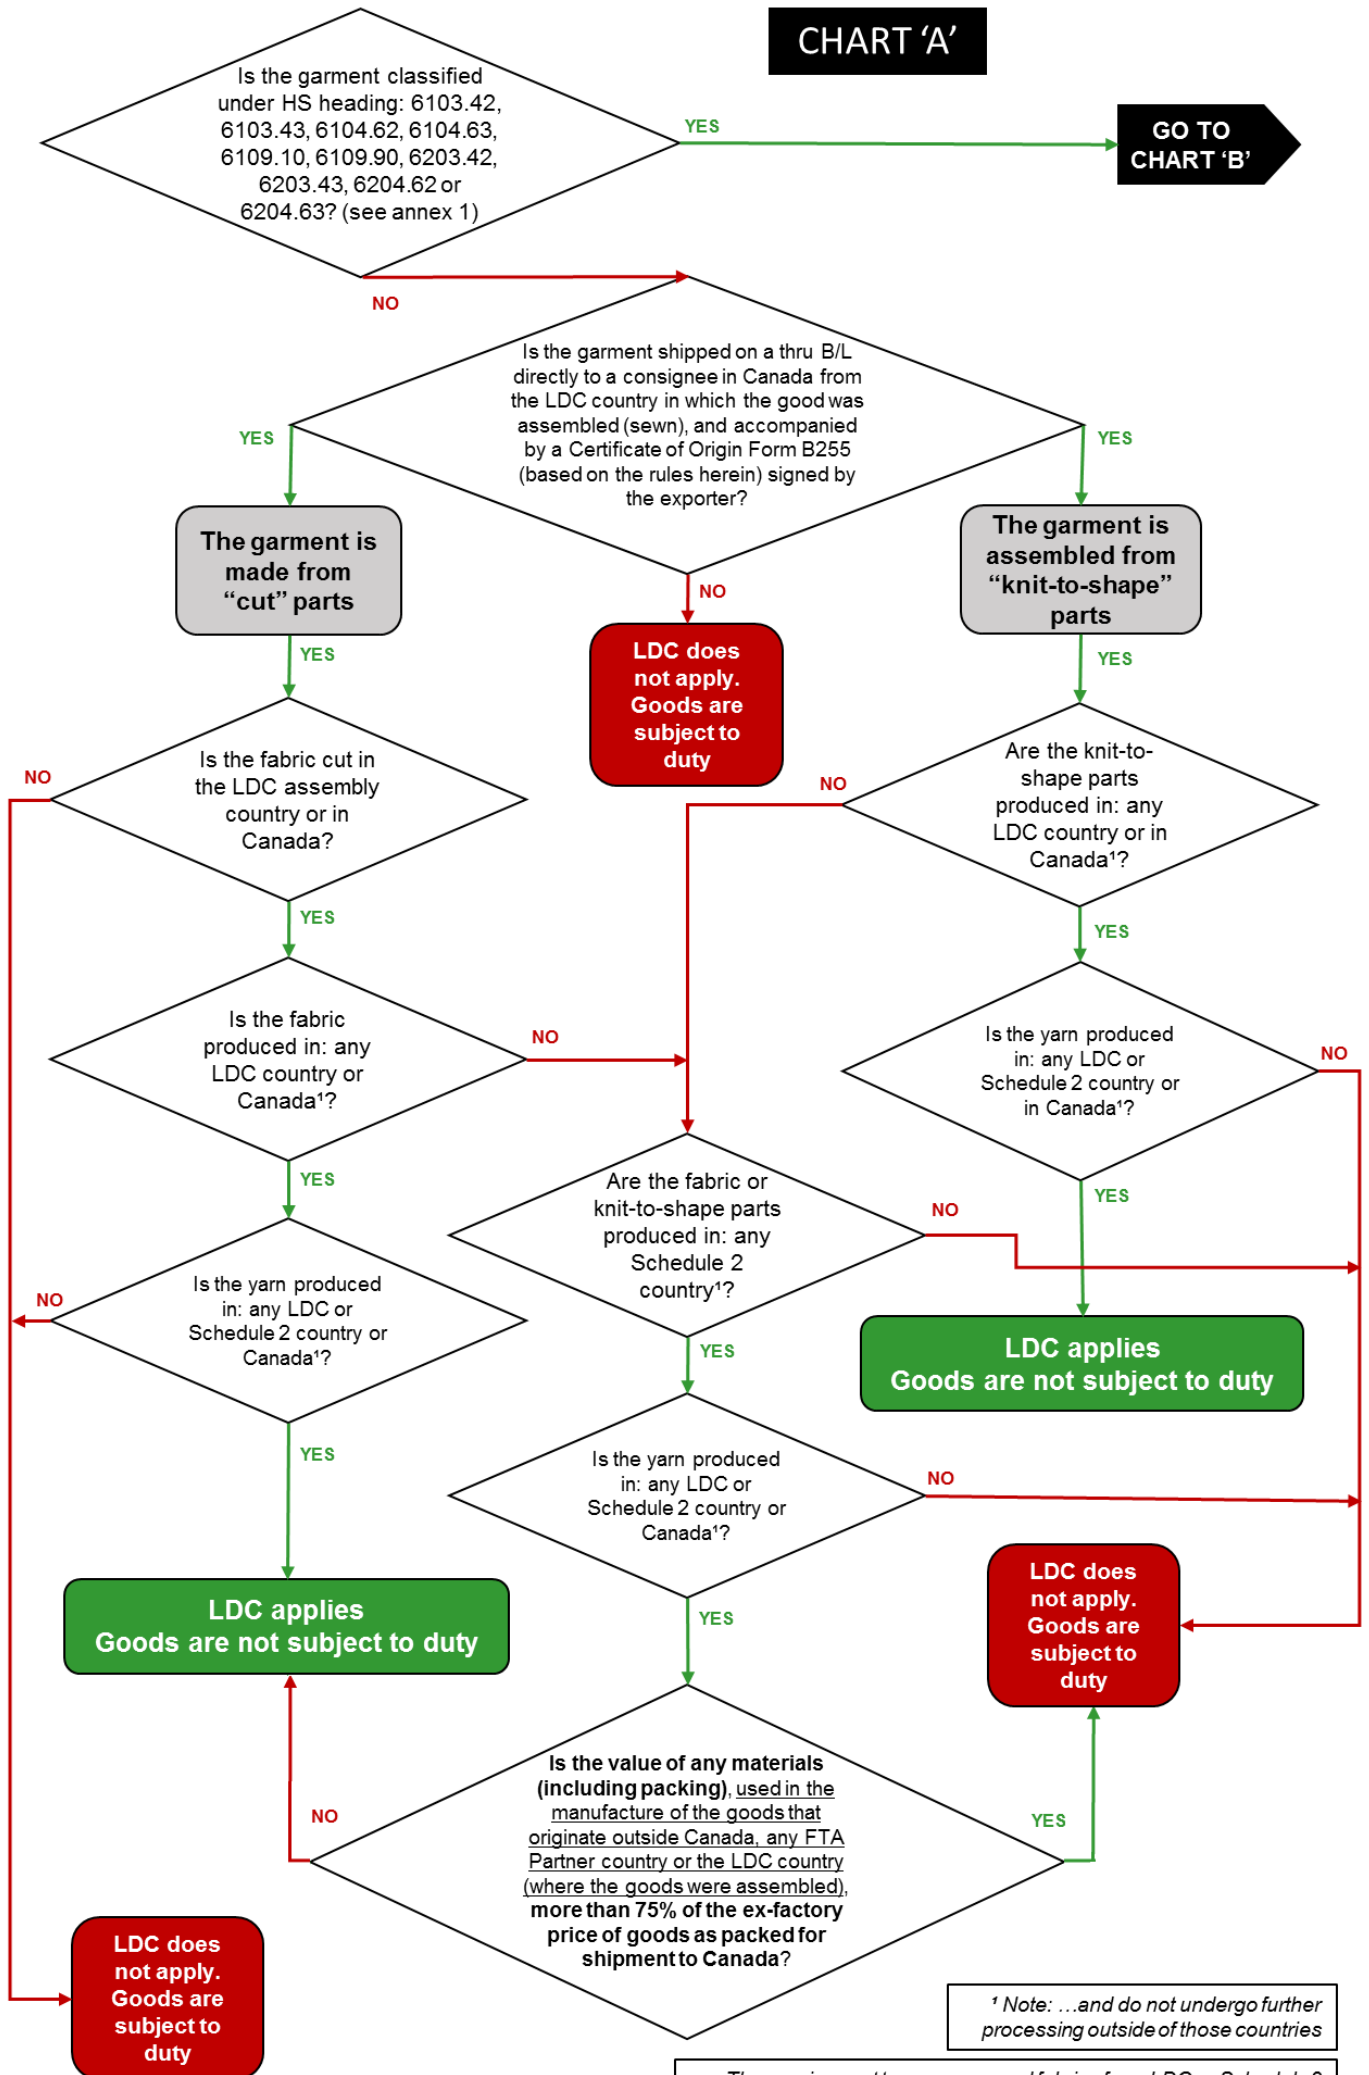 CHART ‘A’
Is the garment classified
under HS heading: 6103.42,
6103.43, 6104.62, 6104.63,
6109.10, 6109.90, 6203.42,
6203.43, 6204.62 or
6204.63? (see annex 1)
YES
GO TO
CHART ‘B’
NO
Is the garment shipped on a thru B/L
directly to a consignee in Canada from
the LDC country in which the good was
assembled (sewn), and accompanied
by a Certificate of Origin Form B255
(based on the rules herein) signed by
the exporter?
YES
YES
NO
The garment is
made from
“cut” parts
The garment is
assembled from
“knit-to-shape”
parts
LDC does
not apply.
Goods are
subject to
duty
YES
YES
Is the fabric cut in
the LDC assembly
country or in
Canada?
NO
YES
Are the knit-to-
shape parts
produced in: any
LDC country or in
Canada¹?
NO
YES
Is the fabric
produced in: any
LDC country or
Canada¹?
NO
YES
Is the yarn produced
in: any LDC or
Schedule 2 country or
in Canada¹?
NO
YES
Are the fabric or
knit-to-shape parts
produced in: any
Schedule 2
country¹?
NO
YES
Is the yarn produced
in: any LDC or
Schedule 2 country or
Canada¹?
NO
YES
LDC applies
Goods are not subject to duty
Is the yarn produced
in: any LDC or
Schedule 2 country or
Canada¹?
NO
YES
LDC applies
Goods are not subject to duty
LDC does
not apply.
Goods are
subject to
duty
Is the value of any materials
(including packing), used in the
manufacture of the goods that
originate outside Canada, any FTA
Partner country or the LDC country
(where the goods were assembled),
more than 75% of the ex-factory
price of goods as packed for
shipment to Canada?
NO
YES
LDC does
not apply.
Goods are
subject to
duty
¹ Note: …and do not undergo further
processing outside of those countries